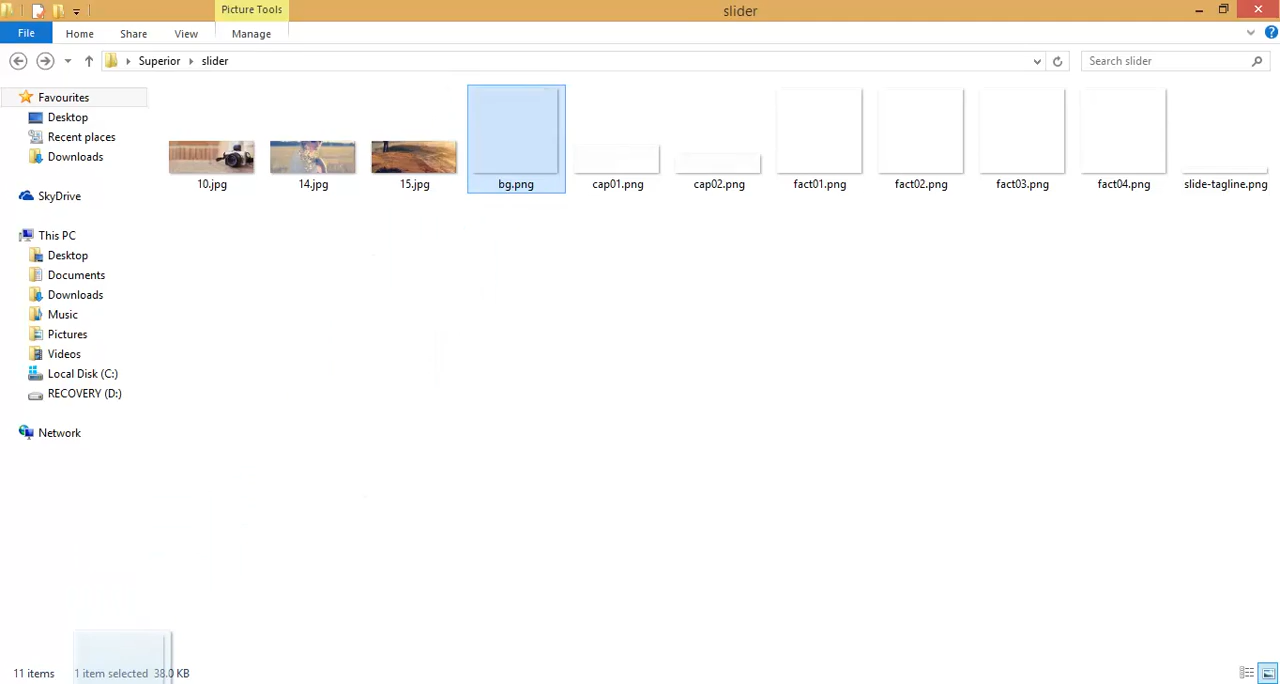 Picture Tools
slider
File
Home
Share
View
Manage
Superior
slider
Search slider
Favourites
Desktop
Recent places
Downloads
SkyDrive
This PC
Desktop
Documents
Downloads
Music
Pictures
Videos
Local Disk (C:)
RECOVERY (D:)
Network
10.jpg
14.jpg
15.jpg
bg.png
cap01.png
cap02.png
fact01.png
fact02.png
fact03.png
fact04.png
slide-tagline.png
11 items
1 item selected 38.0 KB